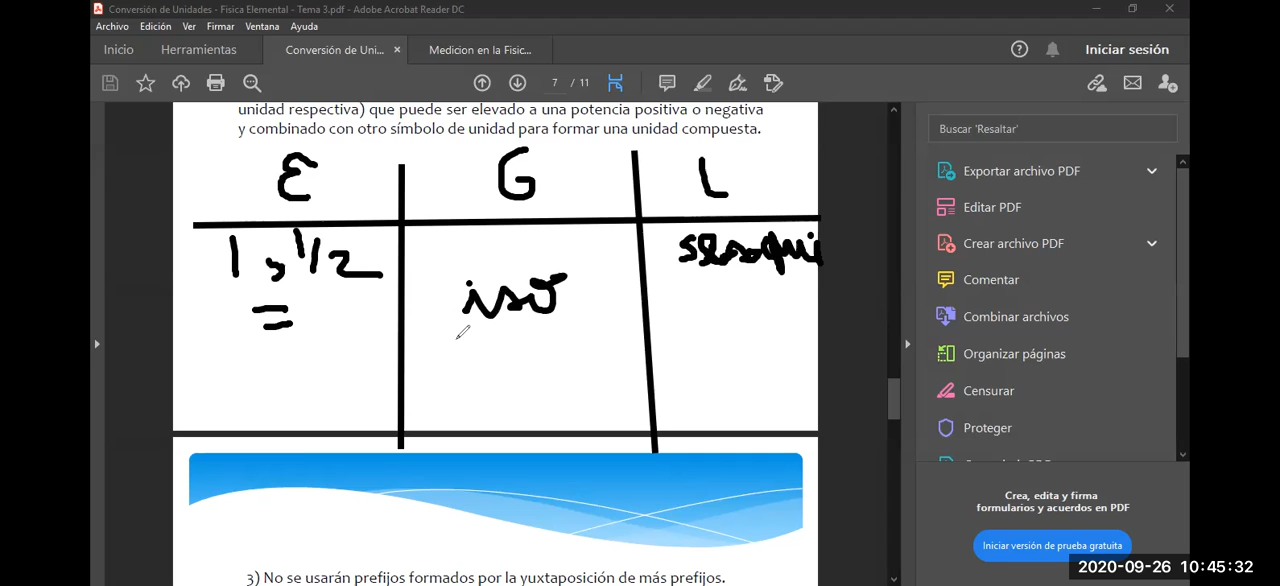 Conversión de Unidades - Fisica Elemental - Tema 3.pdf - Adobe Acrobat Reader DC
Archivo Edición Ver Firmar Ventana Ayuda
Inicio Herramientas Conversión de Uni... × Medicion en la Fisic... Iniciar sesión
7 / 11
unidad respectiva) que puede ser elevado a una potencia positiva o negativa
y combinado con otro símbolo de unidad para formar una unidad compuesta.
Ɛ G L
1 , 1/2 sesqui
= iso
3) No se usarán prefijos formados por la yuxtaposición de más prefijos.
Buscar 'Resaltar'
Exportar archivo PDF
Editar PDF
Crear archivo PDF
Comentar
Combinar archivos
Organizar páginas
Censurar
Proteger
Crea, edita y firma
formularios y acuerdos en PDF
Iniciar versión de prueba gratuita
2020-09-26 10:45:32